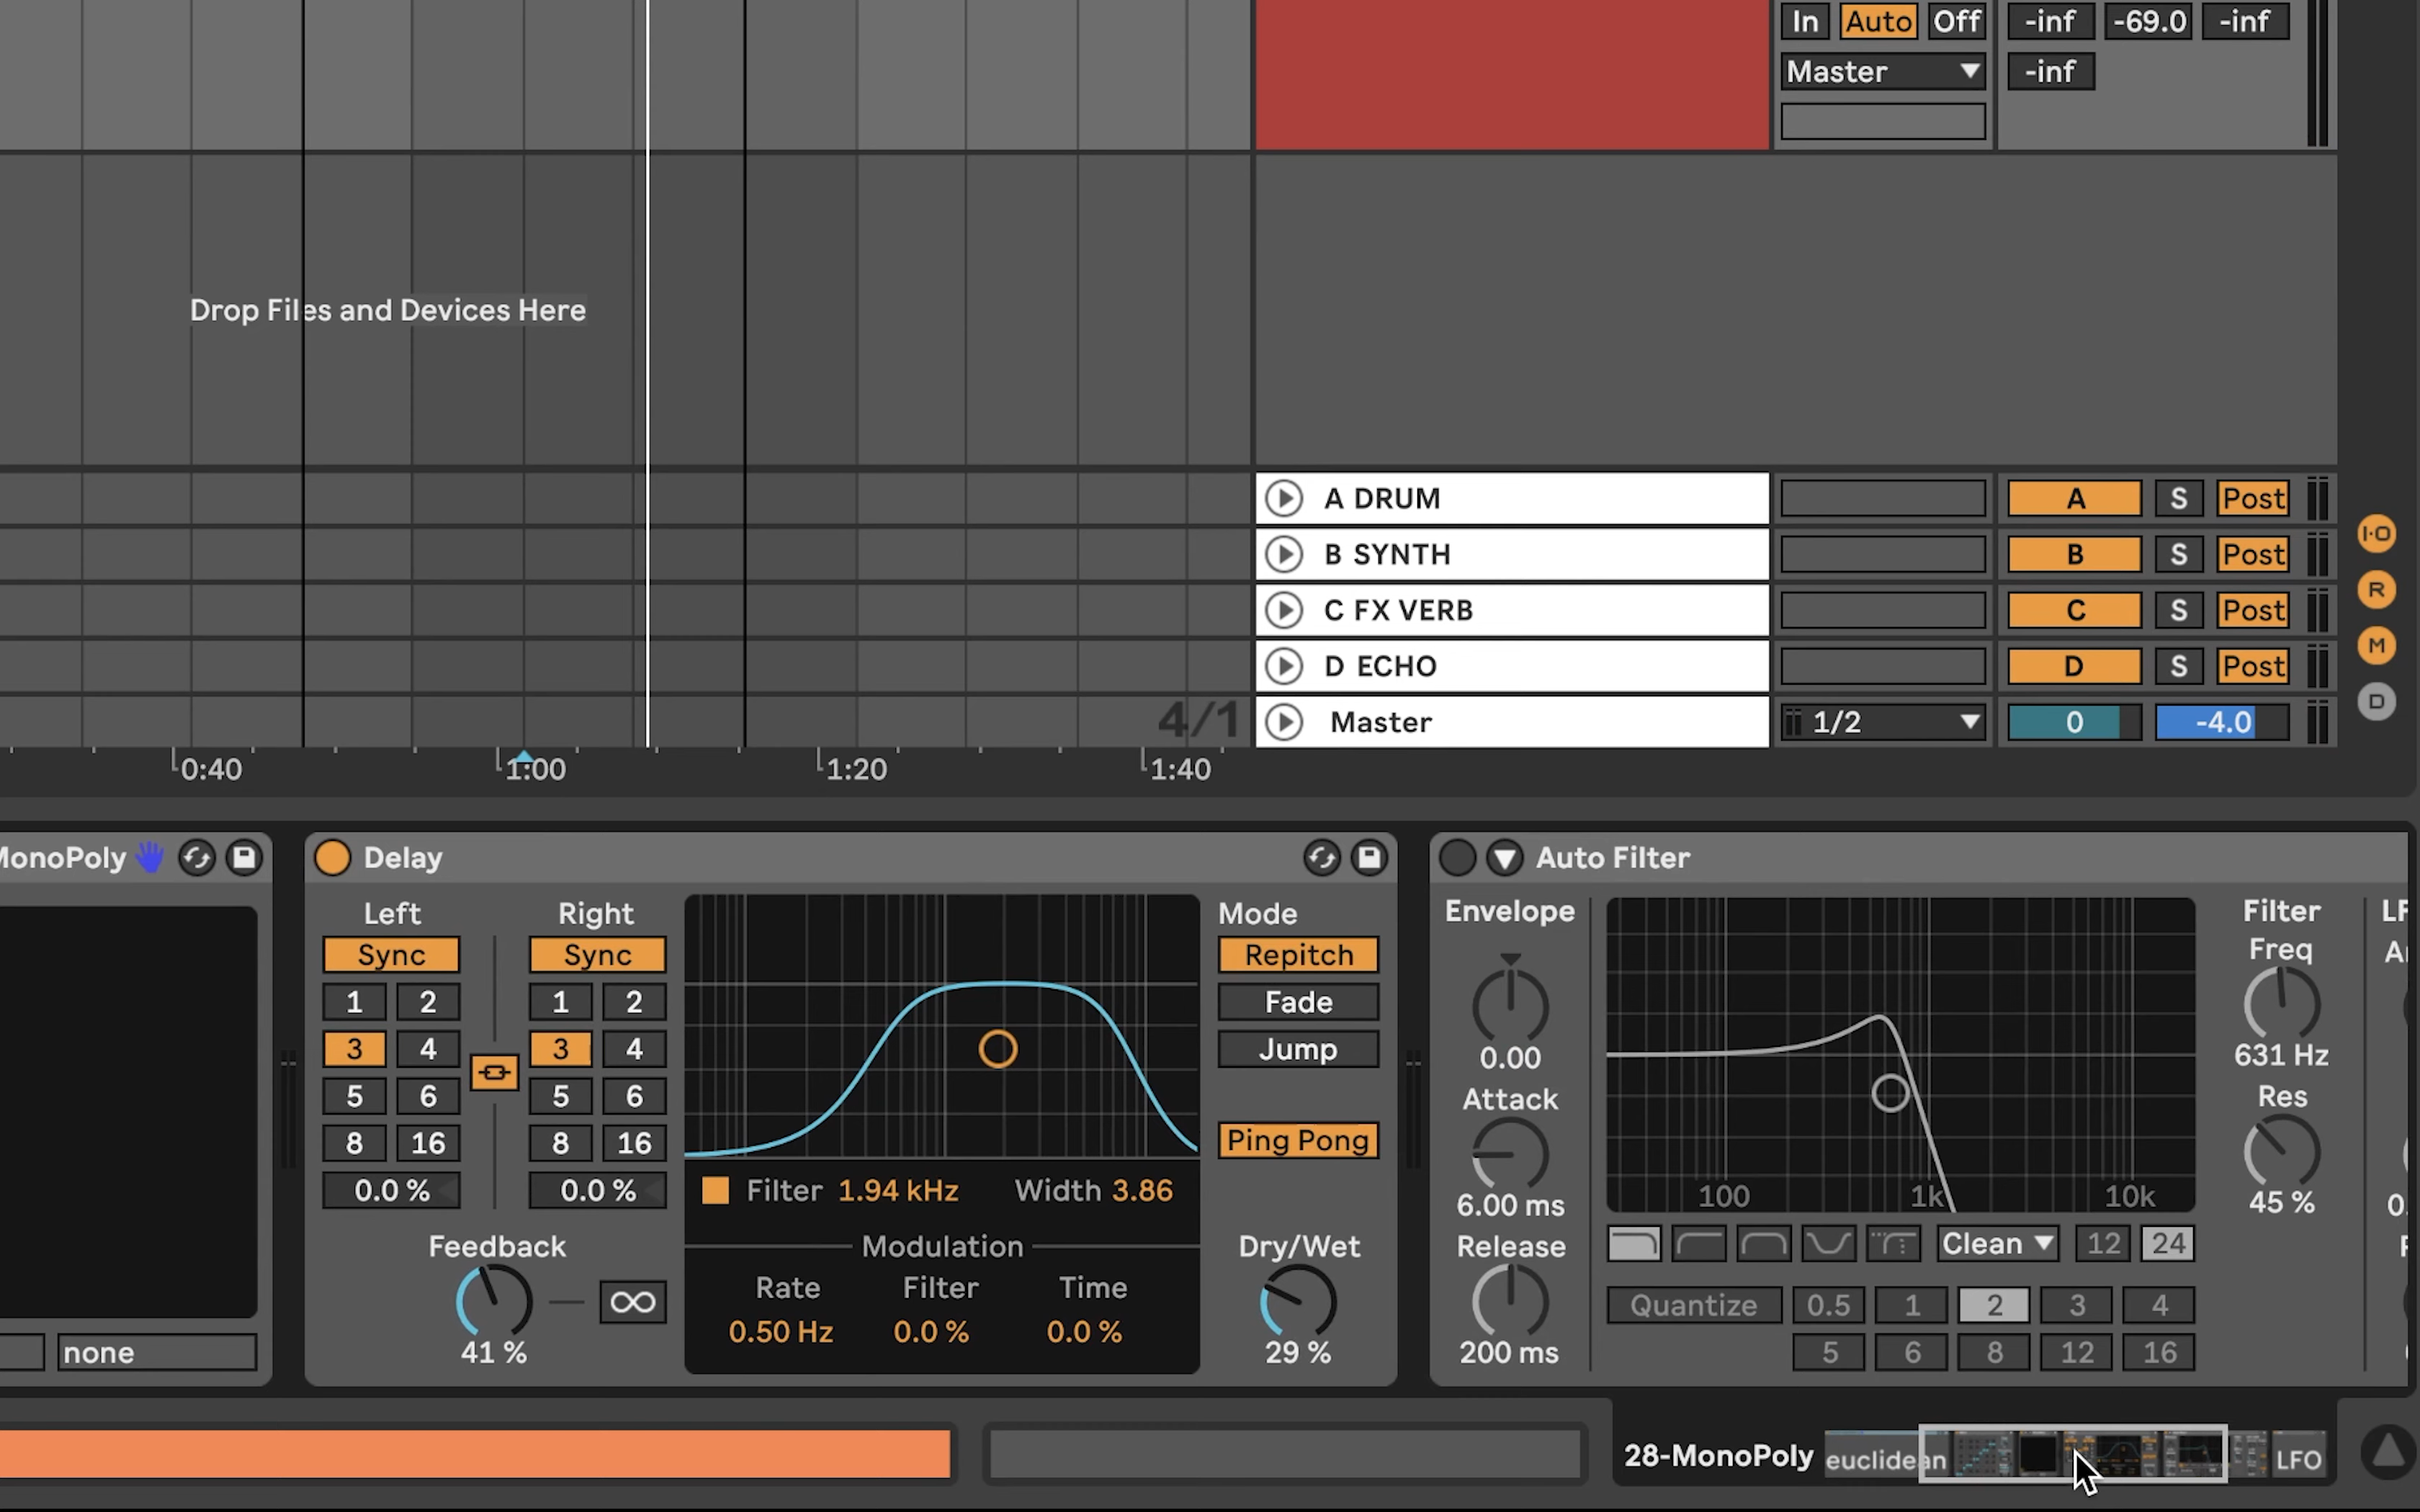 In Auto Off -inf -69.0 -inf
Master -inf
Drop Files and Devices Here
A DRUM A S Post
B SYNTH B S Post
C FX VERB C S Post
D ECHO D S Post
4/1 Master 1/2 0 -4.0
I·O
R
M
D
0:40 1:00 1:20 1:40
MonoPoly
none
Delay
Left Right
Sync Sync
1 2 1 2
3 4 3 4
5 6 5 6
8 16 8 16
0.0 % 0.0 %
Feedback
41 %
Filter 1.94 kHz Width 3.86
Modulation
Rate Filter Time
0.50 Hz 0.0 % 0.0 %
Mode
Repitch
Fade
Jump
Ping Pong
Dry/Wet
29 %
Auto Filter
Envelope
0.00
Attack
6.00 ms
Release
200 ms
100 1k 10k
Clean 12 24
Quantize 0.5 1 2 3 4
5 6 8 12 16
Filter
Freq
631 Hz
Res
45 %
28-MonoPoly euclidean LFO